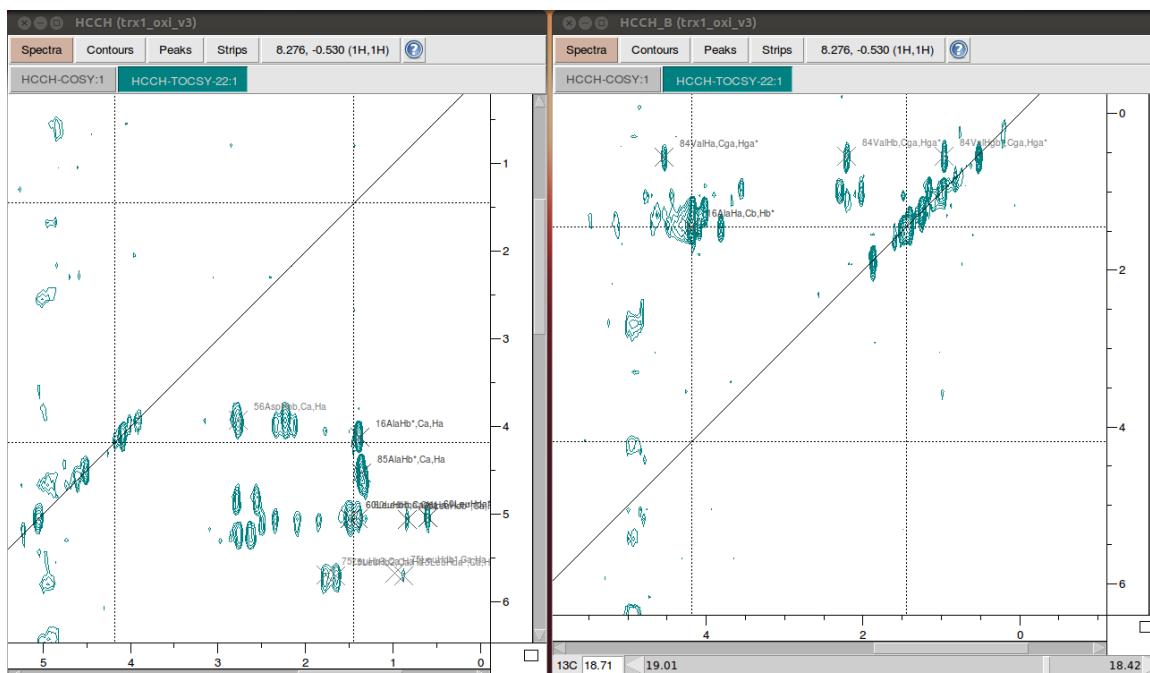 HCCH (trx1_oxi_v3)
Spectra Contours Peaks Strips 8.276, -0.530 (1H,1H)
HCCH-COSY:1 HCCH-TOCSY-22:1
1
2
3
56Asp
b,Ca,Ha
4
16AlaHb*,Ca,Ha
85AlaHb*,Ca,Ha
5
6
5 4 3 2 1 0
HCCH_B (trx1_oxi_v3)
Spectra Contours Peaks Strips 8.276, -0.530 (1H,1H)
HCCH-COSY:1 HCCH-TOCSY-22:1
0
84ValHa,Cga,Hga* 84ValHb,Cga,Hga* 84ValHgb*,Cga,Hga*
16AlaHa,Cb,Hb*
2
4
6
4 2 0
13C 18.71 19.01 18.42